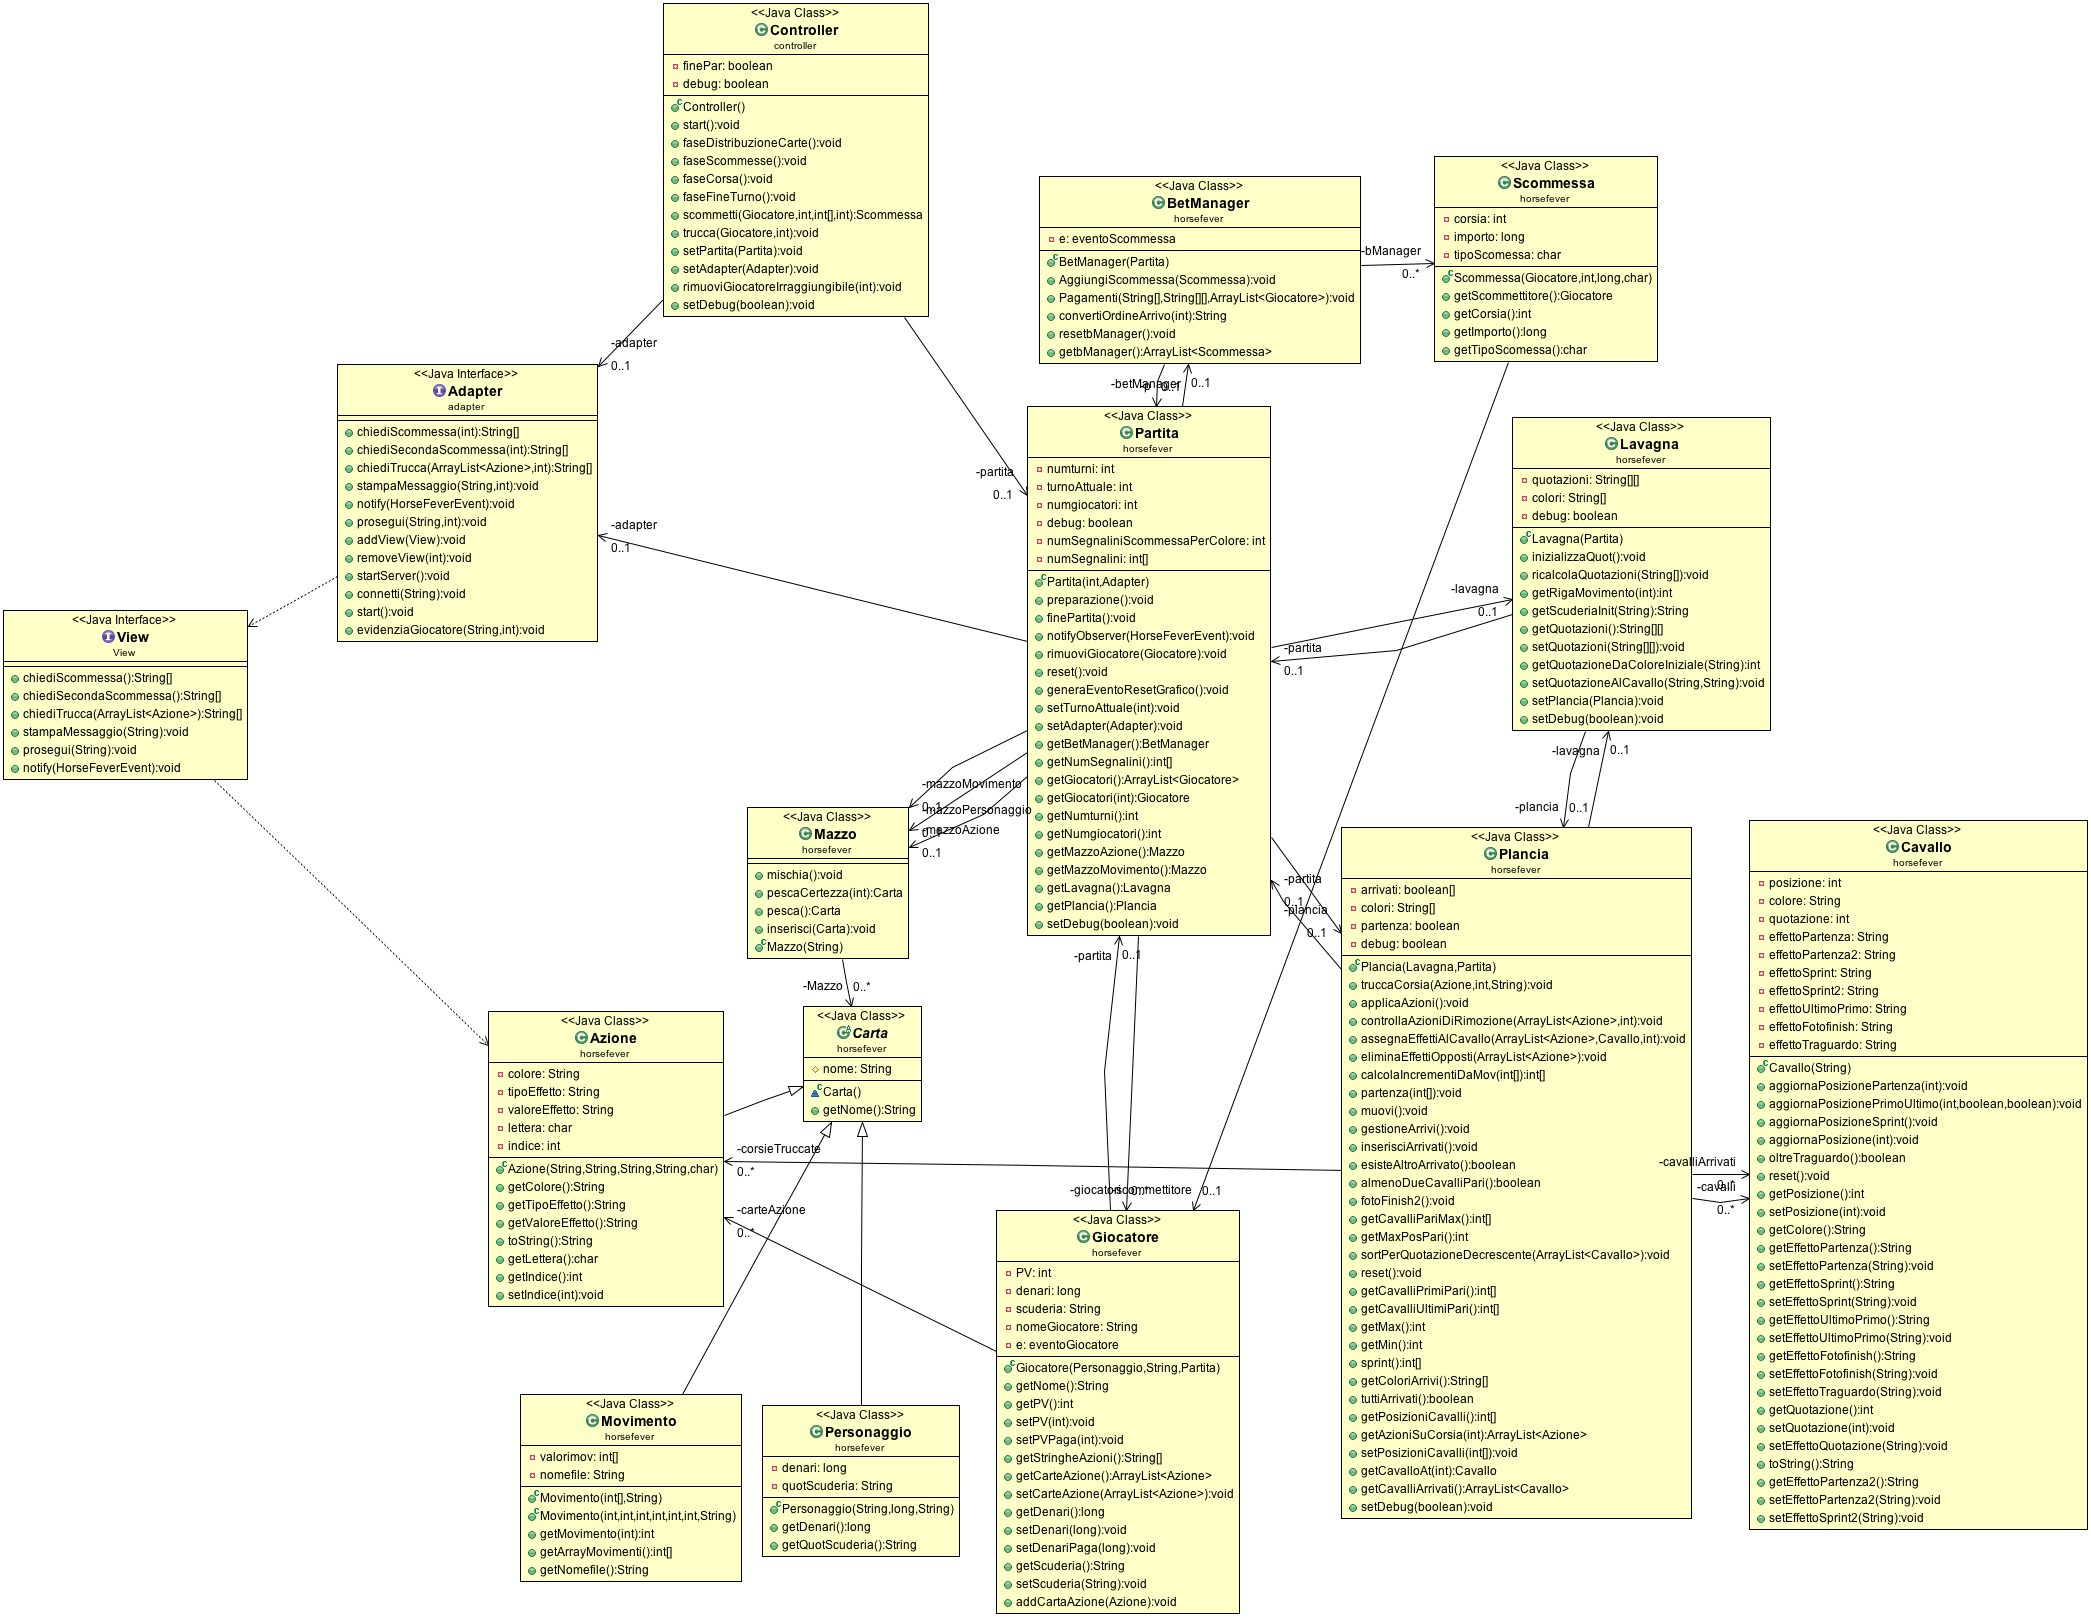 <<Java Class>>
Controller
controller
finePar: boolean
debug: boolean
Controller()
start():void
faseDistribuzioneCarte():void
faseScommesse():void
faseCorsa():void
faseFineTurno():void
scommetti(Giocatore,int,int[],int):Scommessa
trucca(Giocatore,int):void
setPartita(Partita):void
setAdapter(Adapter):void
rimuoviGiocatoreIrraggiungibile(int):void
setDebug(boolean):void
<<Java Class>>
BetManager
horsefever
e: eventoScommessa
BetManager(Partita)
AggiungiScommessa(Scommessa):void
Pagamenti(String[],String[][],ArrayList<Giocatore>):void
convertiOrdineArrivo(int):String
resetbManager():void
getbManager():ArrayList<Scommessa>
-bManager
0..*
<<Java Class>>
Scommessa
horsefever
corsia: int
importo: long
tipoScomessa: char
Scommessa(Giocatore,int,long,char)
getScommettitore():Giocatore
getCorsia():int
getImporto():long
getTipoScomessa():char
-adapter
0..1
<<Java Interface>>
Adapter
adapter
chiediScommessa(int):String[]
chiediSecondaScommessa(int):String[]
chiediTrucca(ArrayList<Azione>,int):String[]
stampaMessaggio(String,int):void
notify(HorseFeverEvent):void
prosegui(String,int):void
addView(View):void
removeView(int):void
startServer():void
connetti(String):void
start():void
evidenziaGiocatore(String,int):void
-adapter
0..1
-partita
0..1
-betManager
-p
0..1
0..1
<<Java Class>>
Partita
horsefever
numturni: int
turnoAttuale: int
numgiocatori: int
debug: boolean
numSegnaliniScommessaPerColore: int
numSegnalini: int[]
Partita(int,Adapter)
preparazione():void
finePartita():void
notifyObserver(HorseFeverEvent):void
rimuoviGiocatore(Giocatore):void
reset():void
generaEventoResetGrafico():void
setTurnoAttuale(int):void
setAdapter(Adapter):void
getBetManager():BetManager
getNumSegnalini():int[]
getGiocatori():ArrayList<Giocatore>
getGiocatori(int):Giocatore
getNumturni():int
getNumgiocatori():int
getMazzoAzione():Mazzo
getMazzoMovimento():Mazzo
getLavagna():Lavagna
getPlancia():Plancia
setDebug(boolean):void
<<Java Class>>
Lavagna
horsefever
quotazioni: String[][]
colori: String[]
debug: boolean
Lavagna(Partita)
inizializzaQuot():void
ricalcolaQuotazioni(String[]):void
getRigaMovimento(int):int
getScuderiaInit(String):String
getQuotazioni():String[][]
setQuotazioni(String[][]):void
getQuotazioneDaColoreIniziale(String):int
setQuotazioneAlCavallo(String,String):void
setPlancia(Plancia):void
setDebug(boolean):void
-lavagna
0..1
-partita
0..1
-lavagna
0..1
-plancia
0..1
<<Java Interface>>
View
View
chiediScommessa():String[]
chiediSecondaScommessa():String[]
chiediTrucca(ArrayList<Azione>):String[]
stampaMessaggio(String):void
prosegui(String):void
notify(HorseFeverEvent):void
-mazzoMovimento
0..1
-mazzoPersonaggio
0..1
-mazzoAzione
0..1
<<Java Class>>
Mazzo
horsefever
mischia():void
pescaCertezza(int):Carta
pesca():Carta
inserisci(Carta):void
Mazzo(String)
-Mazzo
0..*
-partita
0..1
-plancia
0..1
-partita
0..1
<<Java Class>>
Plancia
horsefever
arrivati: boolean[]
colori: String[]
partenza: boolean
debug: boolean
Plancia(Lavagna,Partita)
truccaCorsia(Azione,int,String):void
applicaAzioni():void
controllaAzioniDiRimozione(ArrayList<Azione>,int):void
assegnaEffettiAlCavallo(ArrayList<Azione>,Cavallo,int):void
eliminaEffettiOpposti(ArrayList<Azione>):void
calcolaIncrementiDaMov(int[]):int[]
partenza(int[]):void
muovi():void
gestioneArrivi():void
inserisciArrivati():void
esisteAltroArrivato():boolean
almenoDueCavalliPari():boolean
fotoFinish2():void
getCavalliPariMax():int[]
getMaxPosPari():int
sortPerQuotazioneDecrescente(ArrayList<Cavallo>):void
reset():void
getCavalliPrimiPari():int[]
getCavalliUltimiPari():int[]
getMax():int
getMin():int
sprint():int[]
getColoriArrivi():String[]
tuttiArrivati():boolean
getPosizioniCavalli():int[]
getAzioniSuCorsia(int):ArrayList<Azione>
setPosizioniCavalli(int[]):void
getCavalloAt(int):Cavallo
getCavalliArrivati():ArrayList<Cavallo>
setDebug(boolean):void
-cavalliArrivati
0..*
-cavalli
0..*
<<Java Class>>
Cavallo
horsefever
posizione: int
colore: String
quotazione: int
effettoPartenza: String
effettoPartenza2: String
effettoSprint: String
effettoSprint2: String
effettoUltimoPrimo: String
effettoFotofinish: String
effettoTraguardo: String
Cavallo(String)
aggiornaPosizionePartenza(int):void
aggiornaPosizionePrimoUltimo(int,boolean,boolean):void
aggiornaPosizioneSprint():void
aggiornaPosizione(int):void
oltreTraguardo():boolean
reset():void
getPosizione():int
setPosizione(int):void
getColore():String
getEffettoPartenza():String
setEffettoPartenza(String):void
getEffettoSprint():String
setEffettoSprint(String):void
getEffettoUltimoPrimo():String
setEffettoUltimoPrimo(String):void
getEffettoFotofinish():String
setEffettoFotofinish(String):void
setEffettoTraguardo(String):void
getQuotazione():int
setQuotazione(int):void
setEffettoQuotazione(String):void
toString():String
getEffettoPartenza2():String
setEffettoPartenza2(String):void
setEffettoSprint2(String):void
<<Java Class>>
Azione
horsefever
colore: String
tipoEffetto: String
valoreEffetto: String
lettera: char
indice: int
Azione(String,String,String,String,char)
getColore():String
getTipoEffetto():String
getValoreEffetto():String
toString():String
getLettera():char
getIndice():int
setIndice(int):void
<<Java Class>>
Carta
horsefever
nome: String
Carta()
getNome():String
-corsieTruccate
0..*
-carteAzione
0..*
-giocatori
0..*
-scommettitore
0..1
<<Java Class>>
Giocatore
horsefever
PV: int
denari: long
scuderia: String
nomeGiocatore: String
e: eventoGiocatore
Giocatore(Personaggio,String,Partita)
getNome():String
getPV():int
setPV(int):void
setPVPaga(int):void
getStringheAzioni():String[]
getCarteAzione():ArrayList<Azione>
setCarteAzione(ArrayList<Azione>):void
getDenari():long
setDenari(long):void
setDenariPaga(long):void
getScuderia():String
setScuderia(String):void
addCartaAzione(Azione):void
<<Java Class>>
Movimento
horsefever
valorimov: int[]
nomefile: String
Movimento(int[],String)
Movimento(int,int,int,int,int,int,String)
getMovimento(int):int
getArrayMovimenti():int[]
getNomefile():String
<<Java Class>>
Personaggio
horsefever
denari: long
quotScuderia: String
Personaggio(String,long,String)
getDenari():long
getQuotScuderia():String